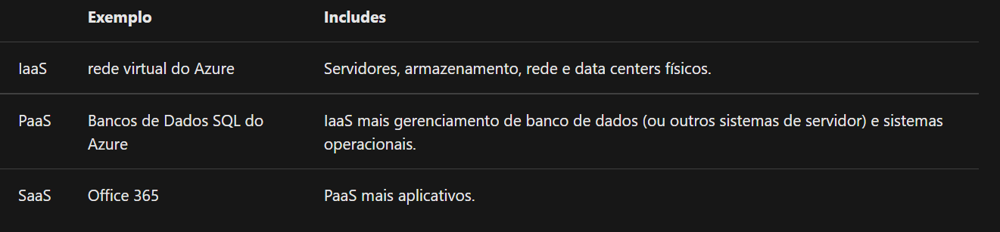 Exemplo Includes
IaaS rede virtual do Azure Servidores, armazenamento, rede e data centers físicos.
PaaS Bancos de Dados SQL do Azure IaaS mais gerenciamento de banco de dados (ou outros sistemas de servidor) e sistemas operacionais.
SaaS Office 365 PaaS mais aplicativos.